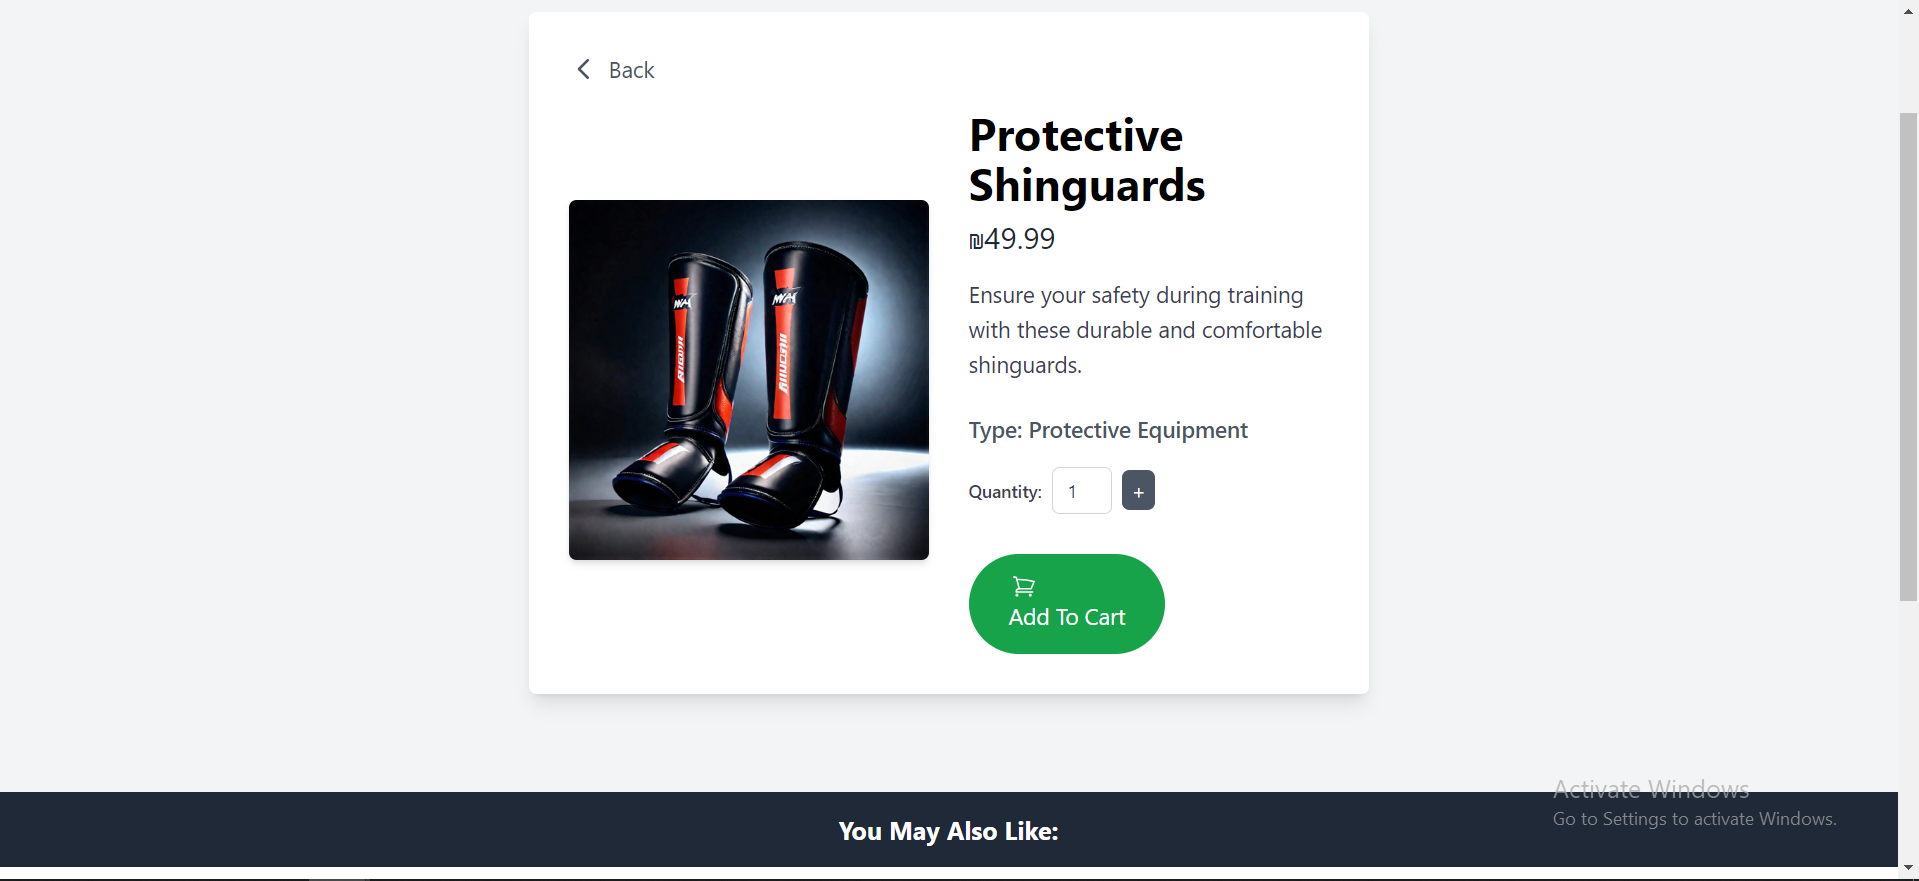 Back
Protective
Shinguards
₪49.99
Ensure your safety during training
with these durable and comfortable
shinguards.
Type: Protective Equipment
Quantity: 1 +
Add To Cart
You May Also Like:
Activate Windows
Go to Settings to activate Windows.